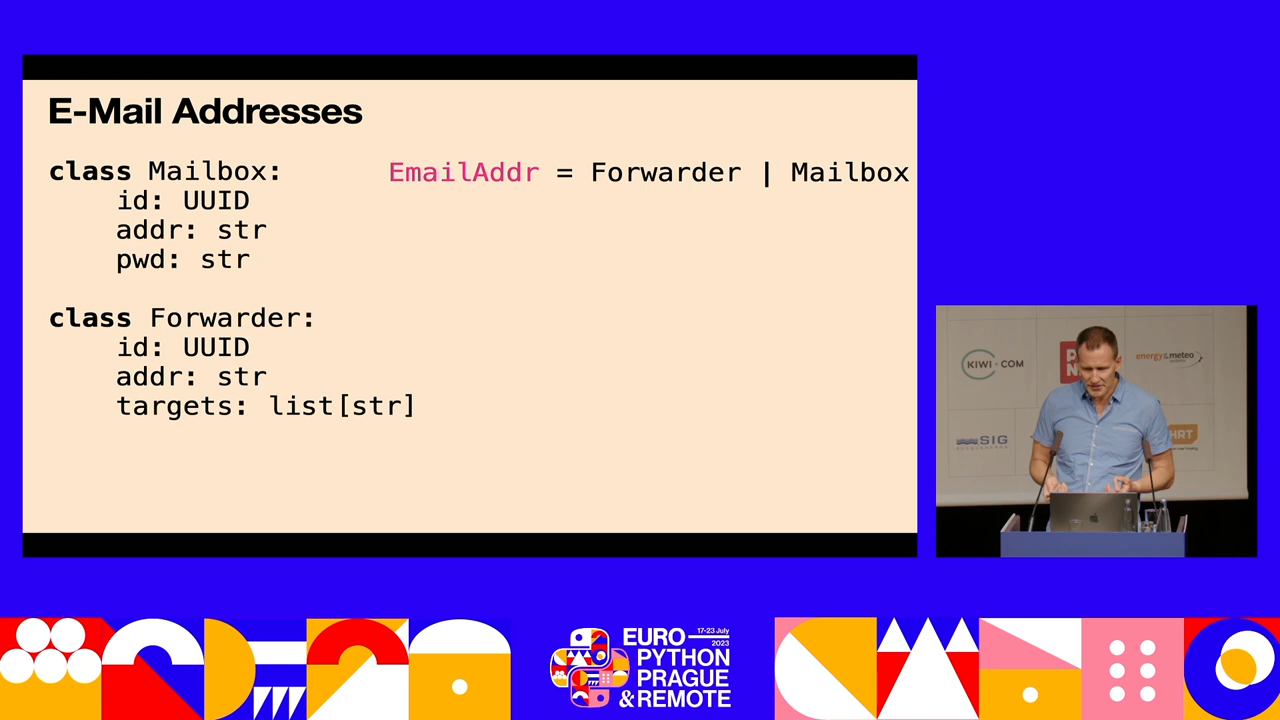 E-Mail Addresses
class Mailbox:
id: UUID
addr: str
pwd: str
EmailAddr = Forwarder | Mailbox
class Forwarder:
id: UUID
addr: str
targets: list[str]
KIWI.COM
energy & meteo
systems
SIG
HRT
EURO
17-23 July
2023
PYTHON
PRAGUE
& REMOTE